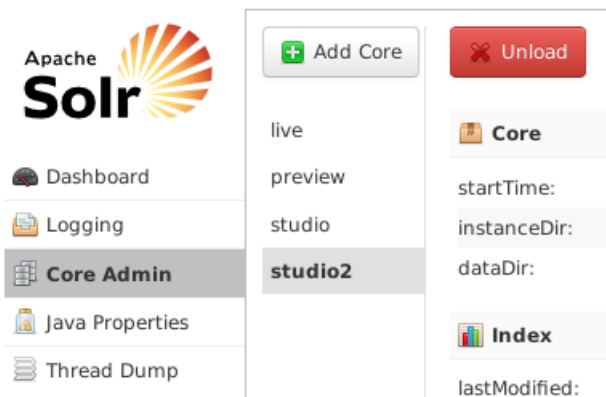 Apache
Solr
Dashboard
Logging
Core Admin
Java Properties
Thread Dump
Add Core
live
preview
studio
studio2
Unload
Core
startTime:
instanceDir:
dataDir:
Index
lastModified: